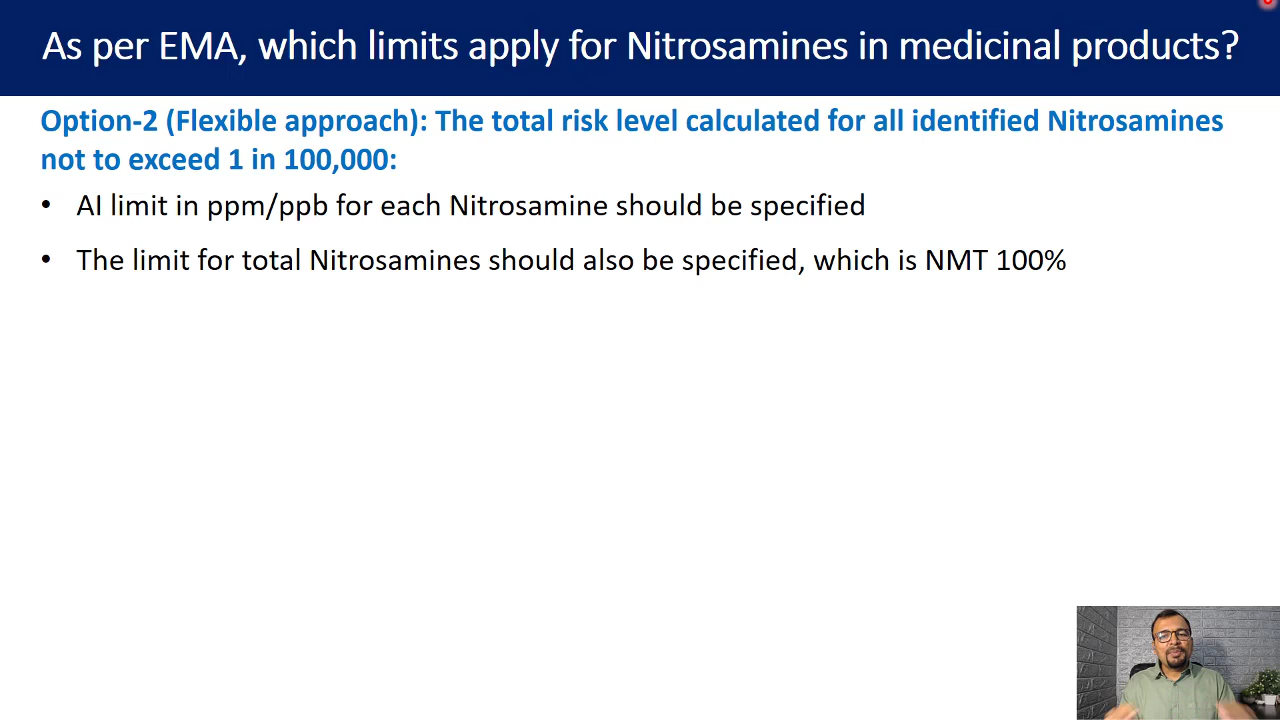 As per EMA, which limits apply for Nitrosamines in medicinal products?
Option-2 (Flexible approach): The total risk level calculated for all identified Nitrosamines
not to exceed 1 in 100,000:
• AI limit in ppm/ppb for each Nitrosamine should be specified
• The limit for total Nitrosamines should also be specified, which is NMT 100%